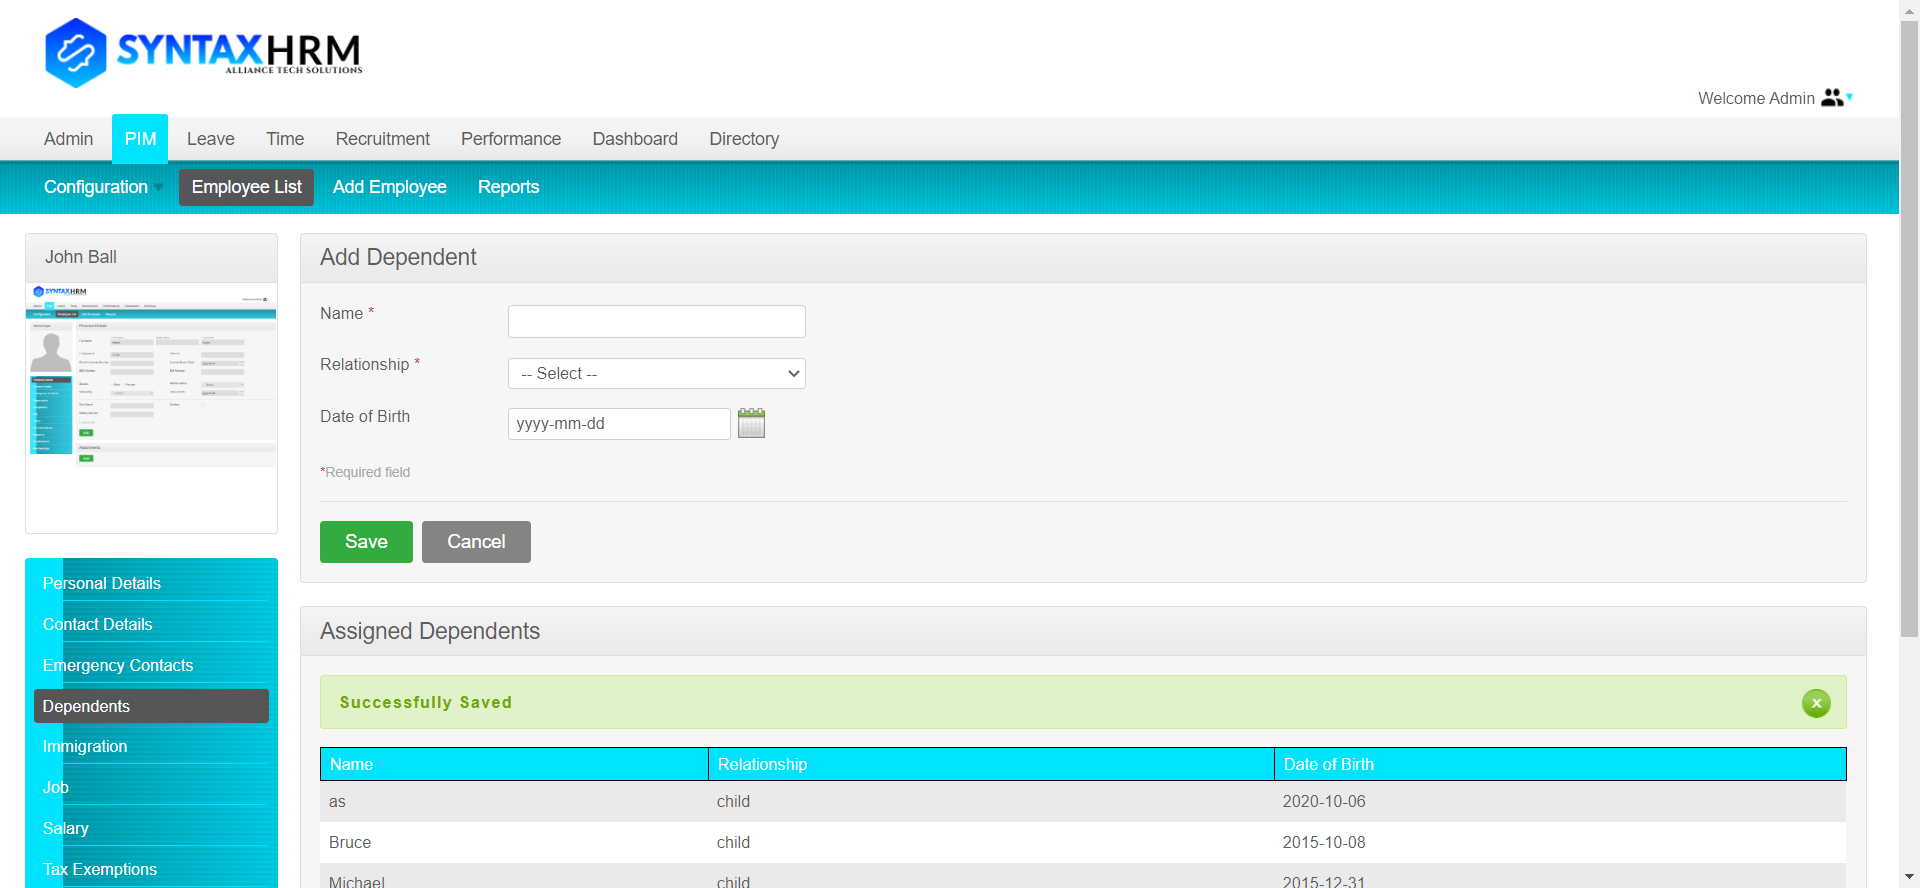 SYNTAXHRM
ALLIANCE TECH SOLUTIONS
Welcome Admin
Admin PIM Leave Time Recruitment Performance Dashboard Directory
Configuration Employee List Add Employee Reports
John Ball
SYNTAXHRM
Personal Details
Contact Details
Emergency Contacts
Dependents
Immigration
Job
Salary
Tax Exemptions
Add Dependent
Name *
Relationship *
-- Select --
Date of Birth
yyyy-mm-dd
*Required field
Save Cancel
Assigned Dependents
Successfully Saved
x
Name Relationship Date of Birth
as child 2020-10-06
Bruce child 2015-10-08
Michael child 2015-12-31